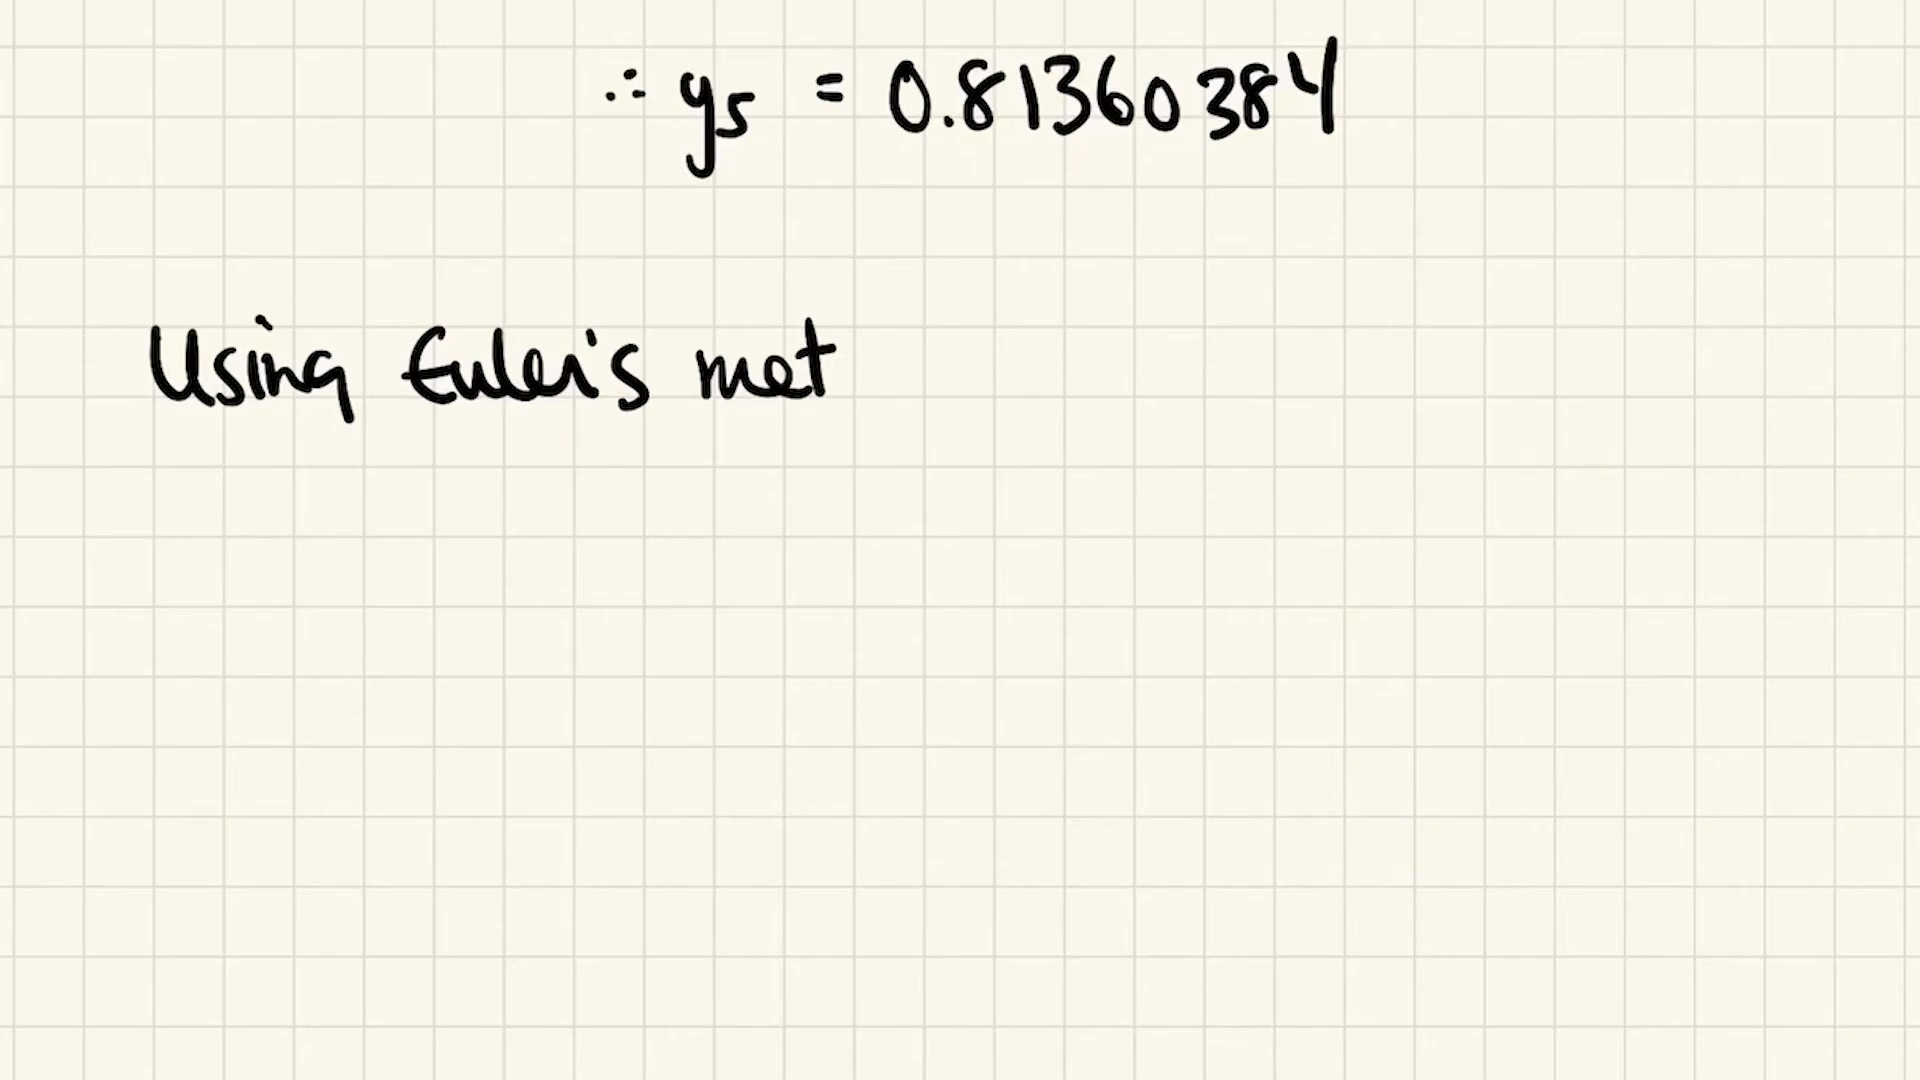 ∴ y₅ = 0.81360384
Using Euler's met